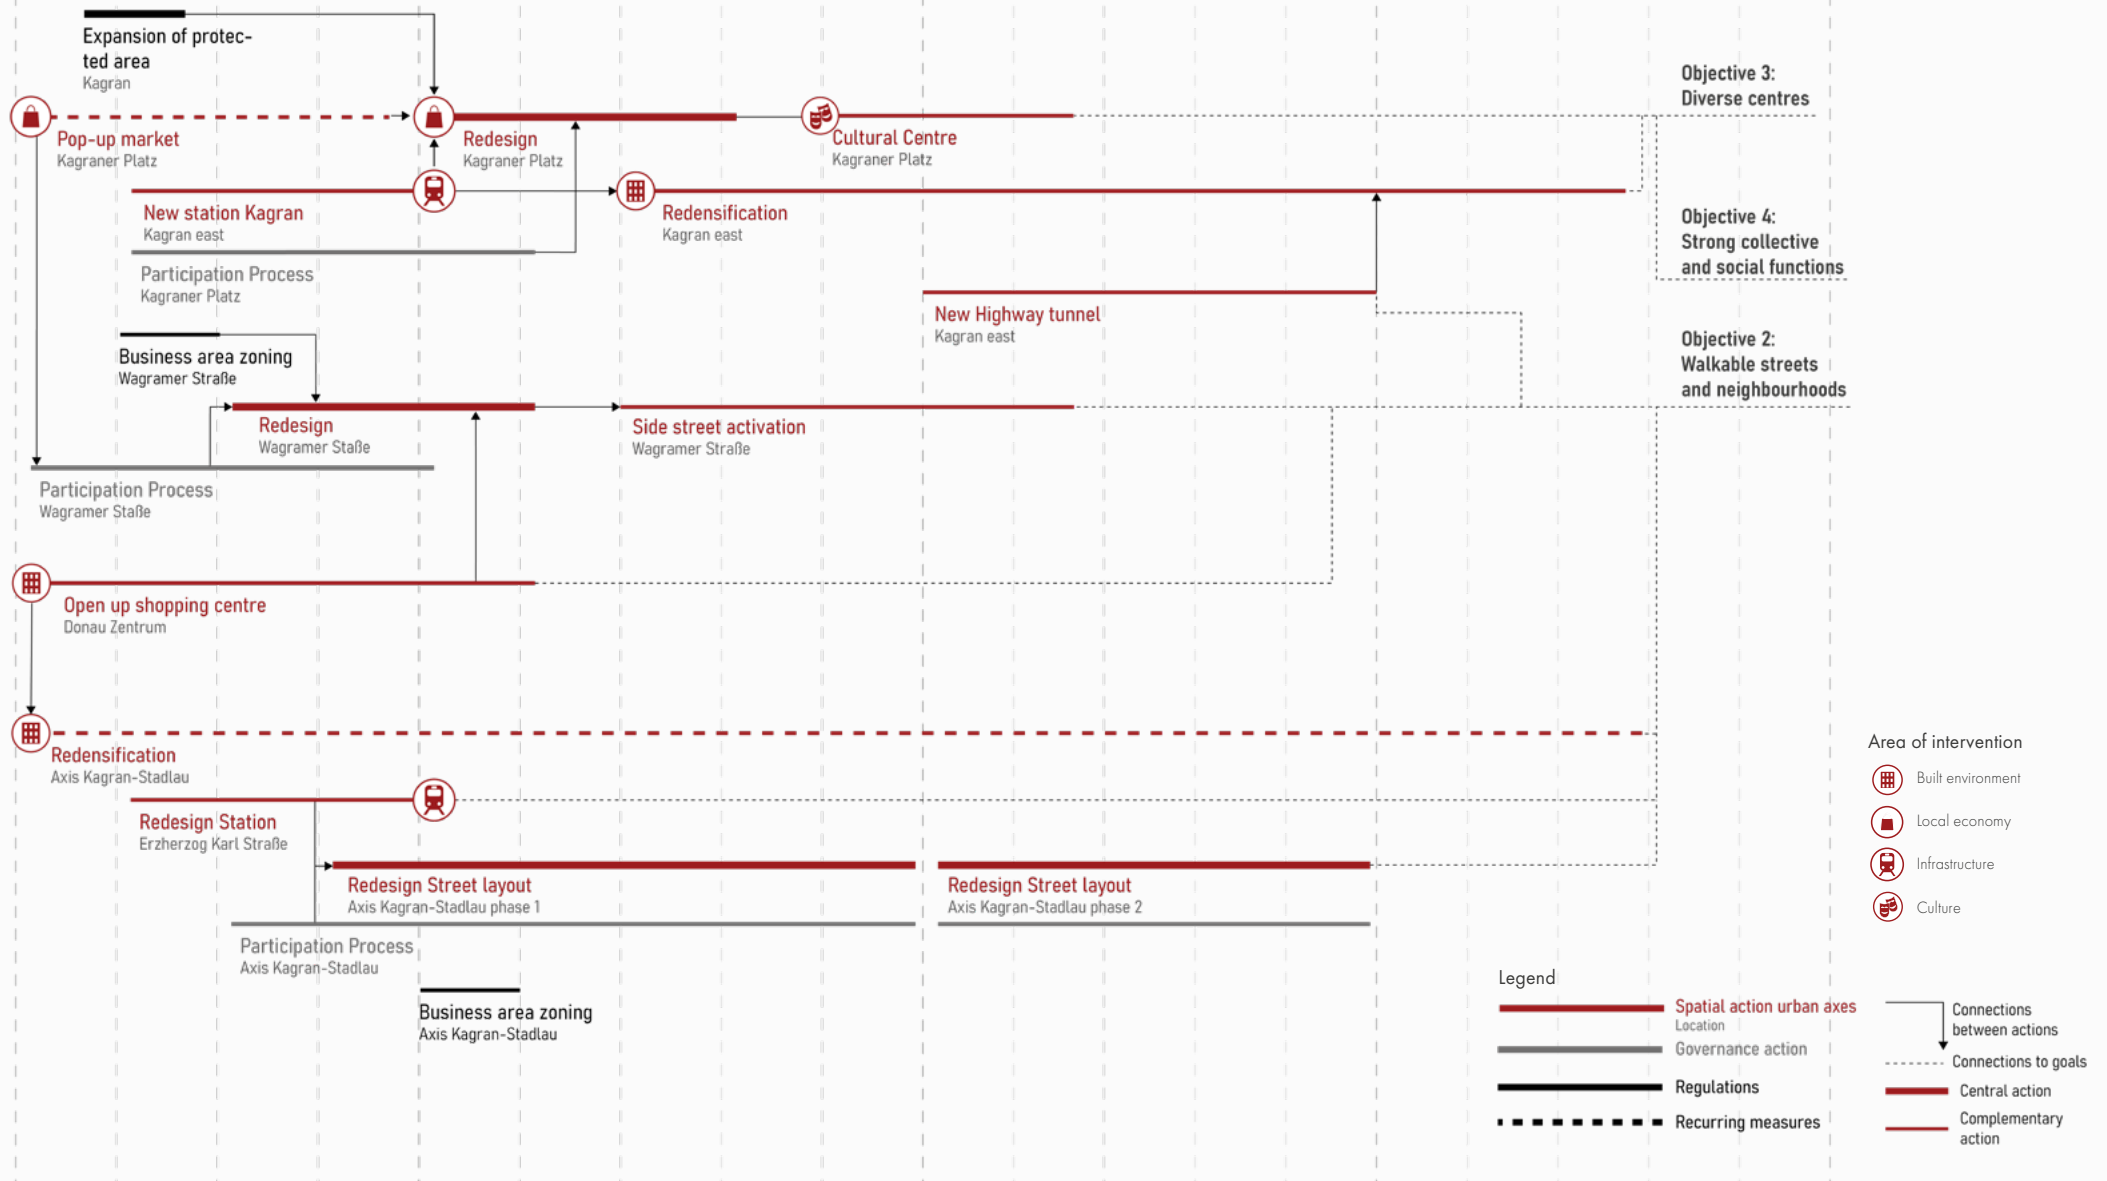 Expansion of protec-
ted area
Kagran
Pop-up market
Kagraner Platz
Redesign
Kagraner Platz
Cultural Centre
Kagraner Platz
Objective 3:
Diverse centres
New station Kagran
Kagran east
Redensification
Kagran east
Objective 4:
Strong collective
and social functions
Participation Process
Kagraner Platz
New Highway tunnel
Kagran east
Business area zoning
Wagramer Straße
Objective 2:
Walkable streets
and neighbourhoods
Redesign
Wagramer Staße
Side street activation
Wagramer Straße
Participation Process
Wagramer Staße
Open up shopping centre
Donau Zentrum
Redensification
Axis Kagran-Stadlau
Redesign Station
Erzherzog Karl Straße
Redesign Street layout
Axis Kagran-Stadlau phase 1
Redesign Street layout
Axis Kagran-Stadlau phase 2
Participation Process
Axis Kagran-Stadlau
Business area zoning
Axis Kagran-Stadlau
Area of intervention
Built environment
Local economy
Infrastructure
Culture
Legend
Spatial action urban axes
Location
Governance action
Regulations
Recurring measures
Connections
between actions
Connections to goals
Central action
Complementary
action